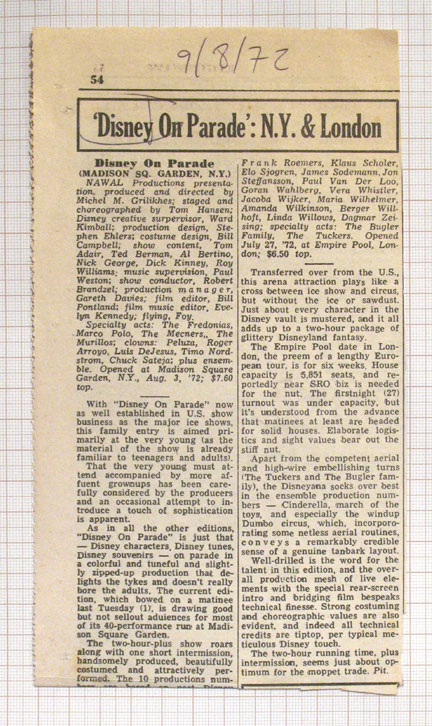 9/8/72
54
'Disney On Parade': N.Y. & London
Disney On Parade
(MADISON SQ. GARDEN, N.Y.)
NAWAL Productions presenta-
tion, produced and directed by
Michel M. Grilikhes; staged and
choreographed by Tom Hansen;
Disney creative surpervisor, Ward
Kimball; production design, Ste-
phen Ehlers; costume design, Bill
Campbell; show content, Tom
Adair, Ted Berman, Al Bertino,
Nick George, Dick Kinney, Roy
Williams; music supervision, Paul
Weston; show conductor, Robert
Brandzel; production manager,
Gareth Davies; film editor, Bill
Pontland; film music editor, Eve-
lyn Kennedy; flying, Foy.
Specialty acts: The Fredonias,
Marco Polo, The Mecners,, The
Murillos; clowns: Peluza, Roger
Arroyo, Luis DeJesus, Timo Nord-
strom, Chuck Sateja; plus ensem-
ble. Opened at Madison Square
Garden, N.Y., Aug. 3, '72; $7.60
top.
With "Disney On Parade" now
as well established in U.S. show
business as the major ice shows,
this family entry is aimed pri-
marily at the very young (as the
material of the show is already
familiar to teenagers and adults).
That the very young must at-
tend accompanied by more af-
fluent grownups has been care-
fully considered by the producers
and an occasional attempt to in-
troduce a touch of sophistication
is apparent.
As in all the other editions,
"Disney On Parade" is just that
— Disney characters, Disney tunes,
Disney souvenirs — on parade in
a colorful and tuneful and slight-
ly zipped-up production that de-
lights the tykes and doesn't really
bore the adults. The current edi-
tion, which bowed on a matinee
last Tuesday (1), is drawing good
but not sellout aduiences for most
of its 40-performance run at Madi-
son Square Garden.
The two-hour-plus show roars
along with one short intermission,
handsomely produced, beautifully
costumed and attractively per-
formed. The 10 productions num-
bers are based on past Disney
Frank Roemers, Klaus Scholer,
Elo Sjogren, James Sodemann, Jon
Steffansson, Paul Van Der Loo,
Goran Wahlberg, Vera Whistler,
Jacoba Wijker, Maria Wilhelmer,
Amanda Wilkinson, Berger Will-
hoft, Linda Willows, Dagmar Zei-
sing; specialty acts: The Bugler
Family, The Tuckers. Opened
July 27, '72, at Empire Pool, Lon-
don; $6.50 top.
Transferred over from the U.S.,
this arena attraction plays like a
cross between ice show and circus,
but without the ice or sawdust.
Just about every character in the
Disney vault is mustered, and it all
adds up to a two-hour package of
glittery Disneyland fantasy.
The Empire Pool date in Lon-
don, the preem of a lengthy Euro-
pean tour, is for six weeks. House
capacity is 5,851 seats, and re-
portedly near SRO biz is needed
for the nut. The firstnight (27)
turnout was under capacity, but
it's understood from the advance
that matinees at least are headed
for solid houses. Elaborate logis-
tics and sight values bear out the
stiff nut.
Apart from the competent aerial
and high-wire embellishing turns
(The Tuckers and The Bugler fam-
ily), the Disneyana socks over best
in the ensemble production num-
bers — Cinderella, march of the
toys, and especially the windup
Dumbo circus, which, incorpo-
rating some netless aerial routines,
conveys a remarkably credible
sense of a genuine tanbark layout.
Well-drilled is the word for the
talent in this edition, and the over-
all production mesh of live ele-
ments with the special rear-screen
intro and bridging film bespeaks
technical finesse. Strong costuming
and choreographic values are also
evident, and indeed all technical
credits are tiptop, per typical me-
ticulous Disney touch.
The two-hour running time, plus
intermission, seems just about op-
timum for the moppet trade. Pit.